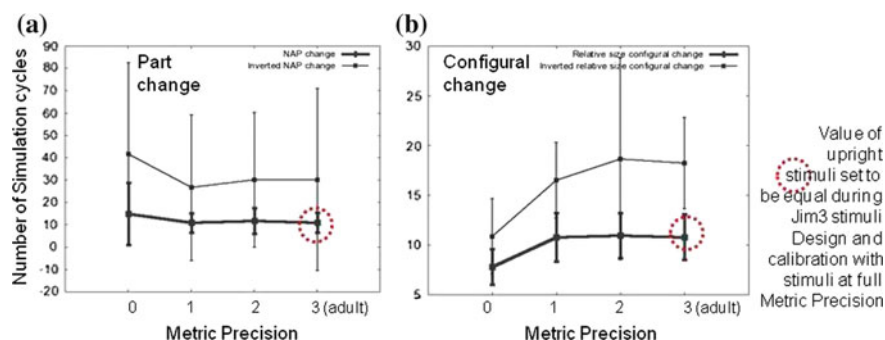 (a)
Number of Simulation cycles
90
80
70
60
50
40
30
20
10
0
-10
-20
Part
change
NAP change
Inverted NAP change
0 1 2 3 (adult)
Metric Precision
(b)
30
25
20
15
10
5
Configural
change
Relative size configural change
Inverted relative size configural change
0 1 2 3 (adult)
Metric Precision
Value of
upright
stimuli set to
be equal during
Jim3 stimuli
Design and
calibration with
stimuli at full
Metric Precision